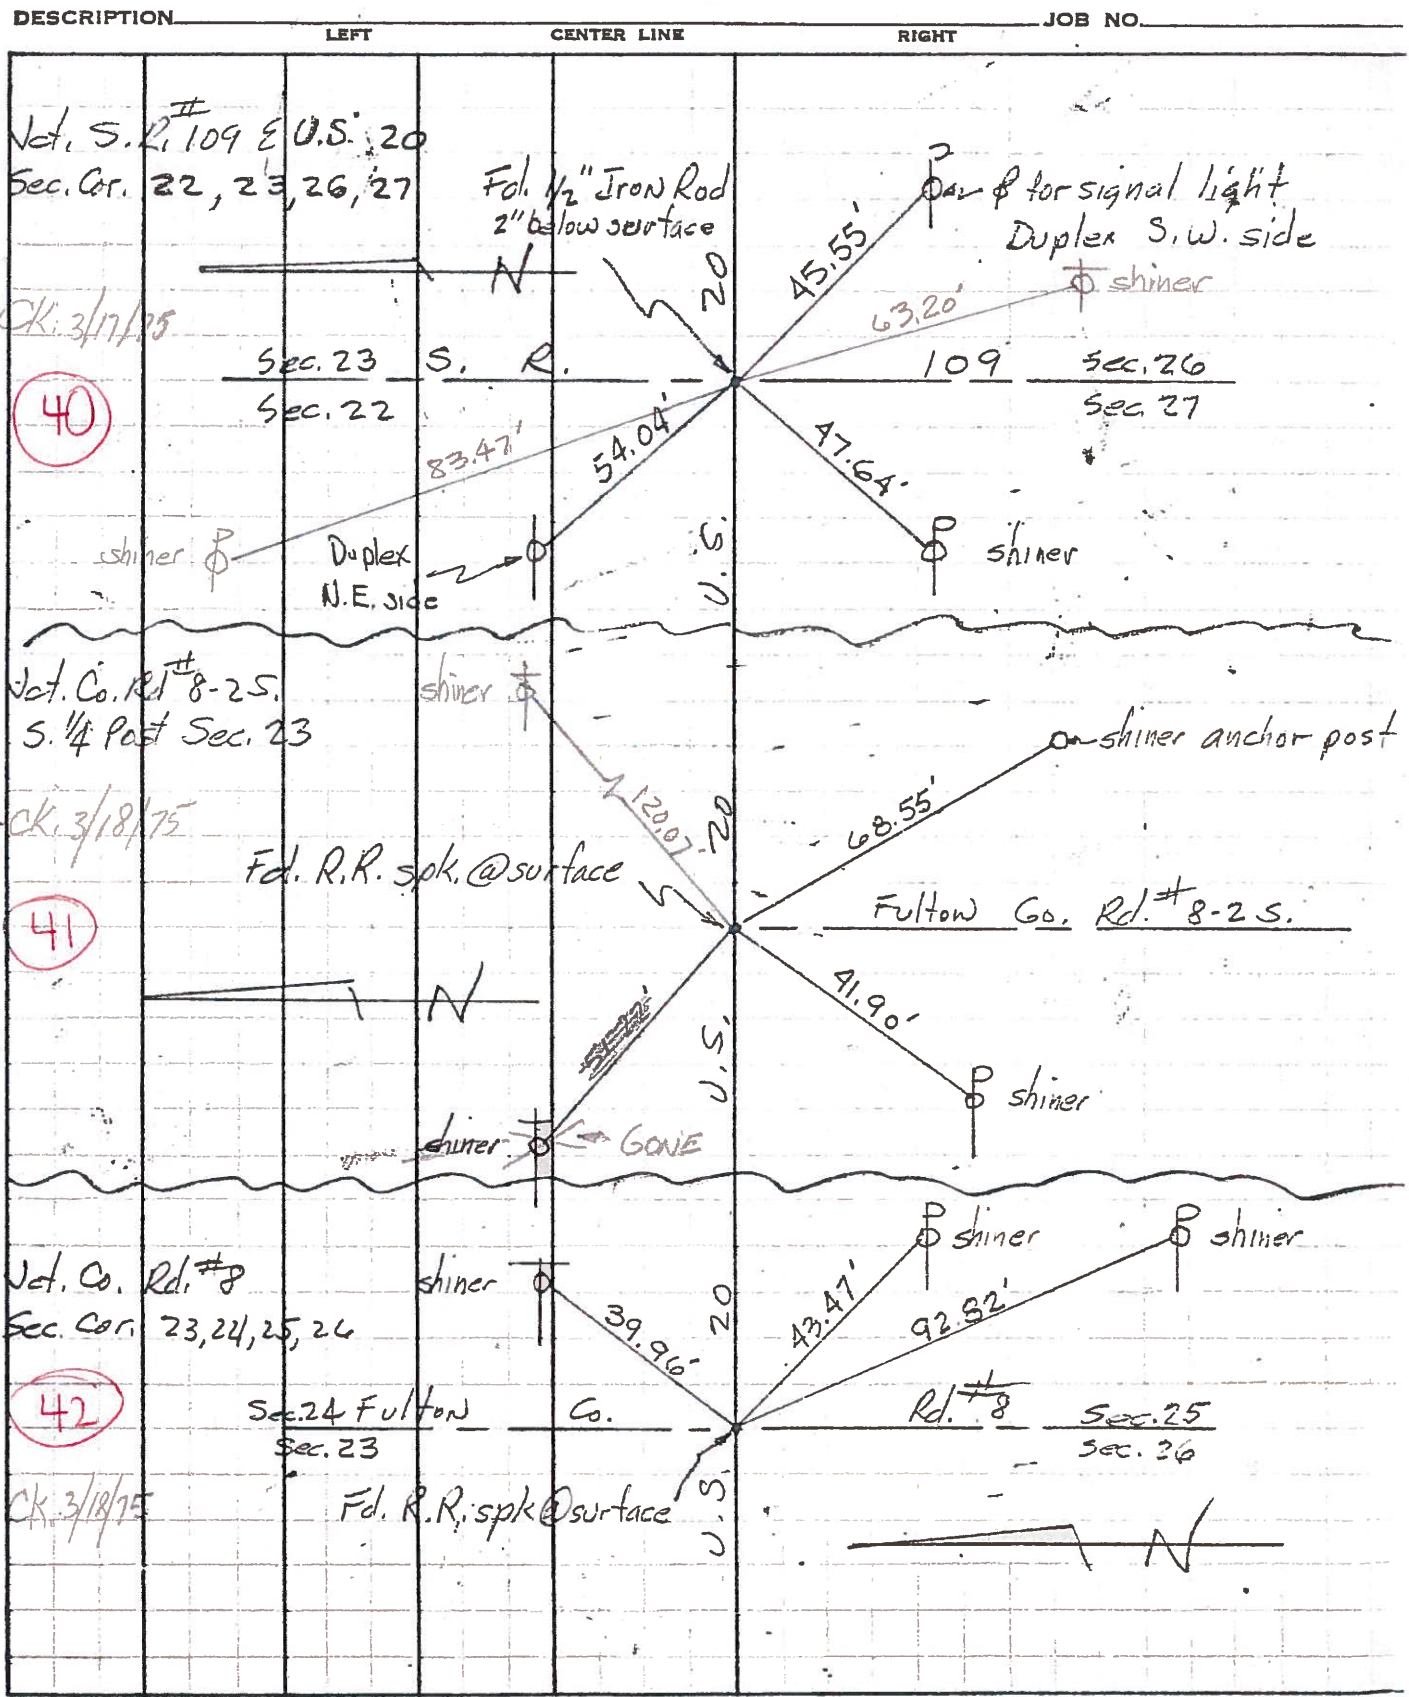 DESCRIPTION JOB NO.
LEFT CENTER LINE RIGHT
Jct. S.R.# 109 & U.S. 20
Sec. Cor. 22, 23, 26, 27
Fd. 1/2" Iron Rod
2" below surface
20
45.55'
for signal light
Duplex S.W. side
63.20'
shiner
N
CK. 3/17/75
40
Sec. 23 S. R. 109 Sec. 26
Sec. 22 Sec. 27
83.47'
54.04'
47.64'
shiner
Duplex
N.E. side
U.S.
shiner
Jct. Co. Rd #8-2 S.
S. 1/4 Post Sec. 23
shiner
shiner anchor post
120.07
20
68.55'
CK. 3/18/75
Fd. R.R. spk. @ surface
41
Fulton Co. Rd. #8-2 S.
N
41.90'
U.S.
shiner
shiner
GONE
Jct. Co. Rd. #8
Sec. Cor. 23, 24, 25, 26
shiner
shiner
shiner
39.96'
20
43.47'
92.82'
42
Sec. 24 Fulton Co. Rd. #8 Sec. 25
Sec. 23 Sec. 26
CK. 3/18/75
Fd. R.R. spk @ surface
U.S.
N